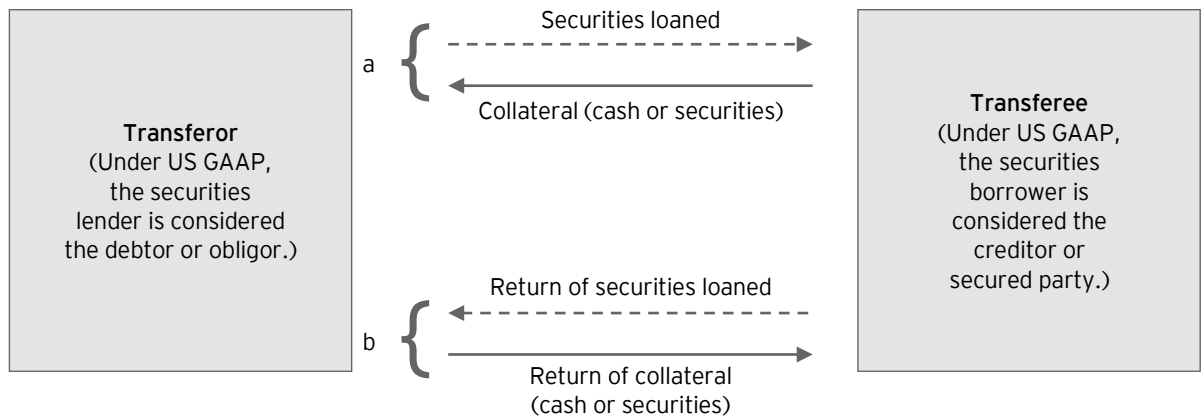 Transferor
(Under US GAAP,
the securities
lender is considered
the debtor or obligor.)
a
Securities loaned
Collateral (cash or securities)
b
Return of securities loaned
Return of collateral
(cash or securities)
Transferee
(Under US GAAP,
the securities
borrower is
considered the
creditor or
secured party.)